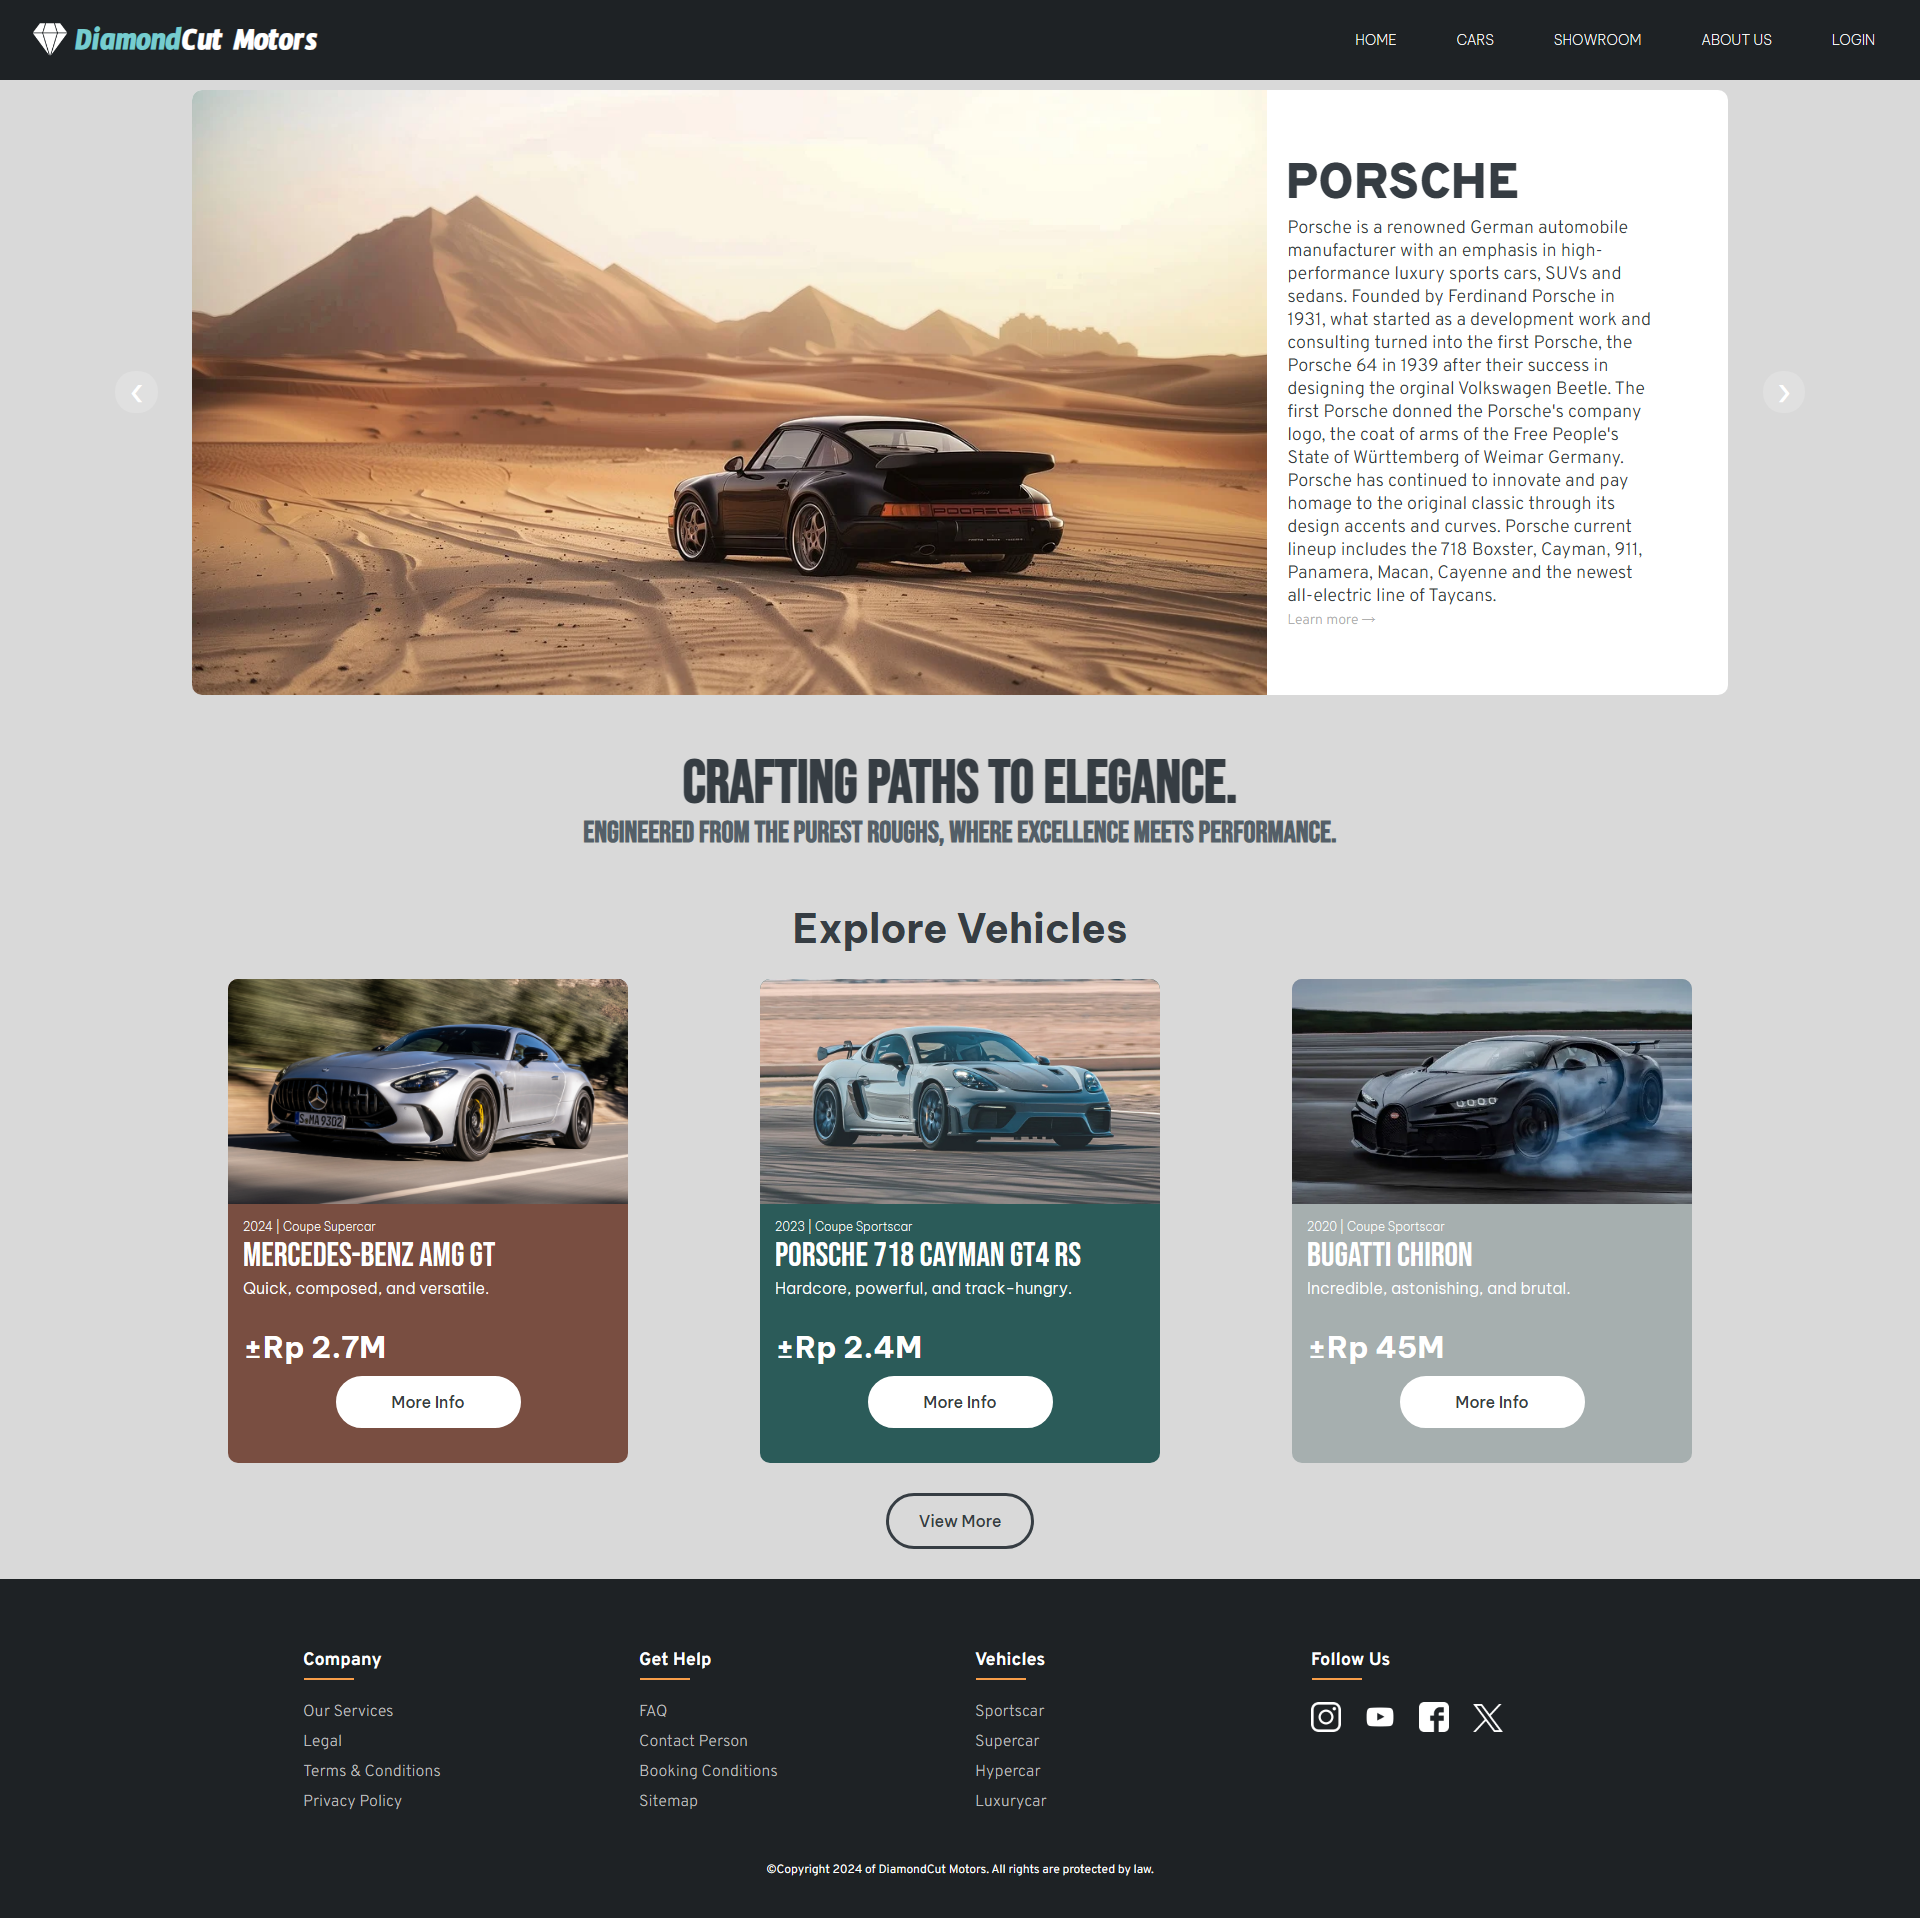 DiamondCut Motors
HOME
CARS
SHOWROOM
ABOUT US
LOGIN
PORSCHE
Porsche is a renowned German automobile
manufacturer with an emphasis in high-
performance luxury sports cars, SUVs and
sedans. Founded by Ferdinand Porsche in
1931, what started as a development work and
consulting turned into the first Porsche, the
Porsche 64 in 1939 after their success in
designing the orginal Volkswagen Beetle. The
first Porsche donned the Porsche's company
logo, the coat of arms of the Free People's
State of Württemberg of Weimar Germany.
Porsche has continued to innovate and pay
homage to the original classic through its
design accents and curves. Porsche current
lineup includes the 718 Boxster, Cayman, 911,
Panamera, Macan, Cayenne and the newest
all-electric line of Taycans.
Learn more →
❮
❯
POORSCHE
CRAFTING PATHS TO ELEGANCE.
ENGINEERED FROM THE PUREST ROUGHS, WHERE EXCELLENCE MEETS PERFORMANCE.
Explore Vehicles
S MA 9302
2024 | Coupe Supercar
MERCEDES-BENZ AMG GT
Quick, composed, and versatile.
±Rp 2.7M
More Info
2023 | Coupe Sportscar
PORSCHE 718 CAYMAN GT4 RS
Hardcore, powerful, and track-hungry.
±Rp 2.4M
More Info
2020 | Coupe Sportscar
BUGATTI CHIRON
Incredible, astonishing, and brutal.
±Rp 45M
More Info
View More
Company
Our Services
Legal
Terms & Conditions
Privacy Policy
Get Help
FAQ
Contact Person
Booking Conditions
Sitemap
Vehicles
Sportscar
Supercar
Hypercar
Luxurycar
Follow Us
©Copyright 2024 of DiamondCut Motors. All rights are protected by law.